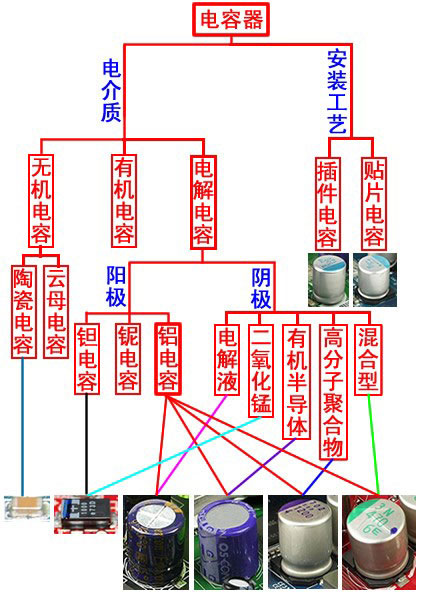 电容器
电介质
安装工艺
无机电容
有机电容
电解电容
插件电容
贴片电容
陶瓷电容
云母电容
阳极
阴极
钽电容
铌电容
铝电容
电解液
二氧化锰
有机半导体
高分子聚合物
混合型